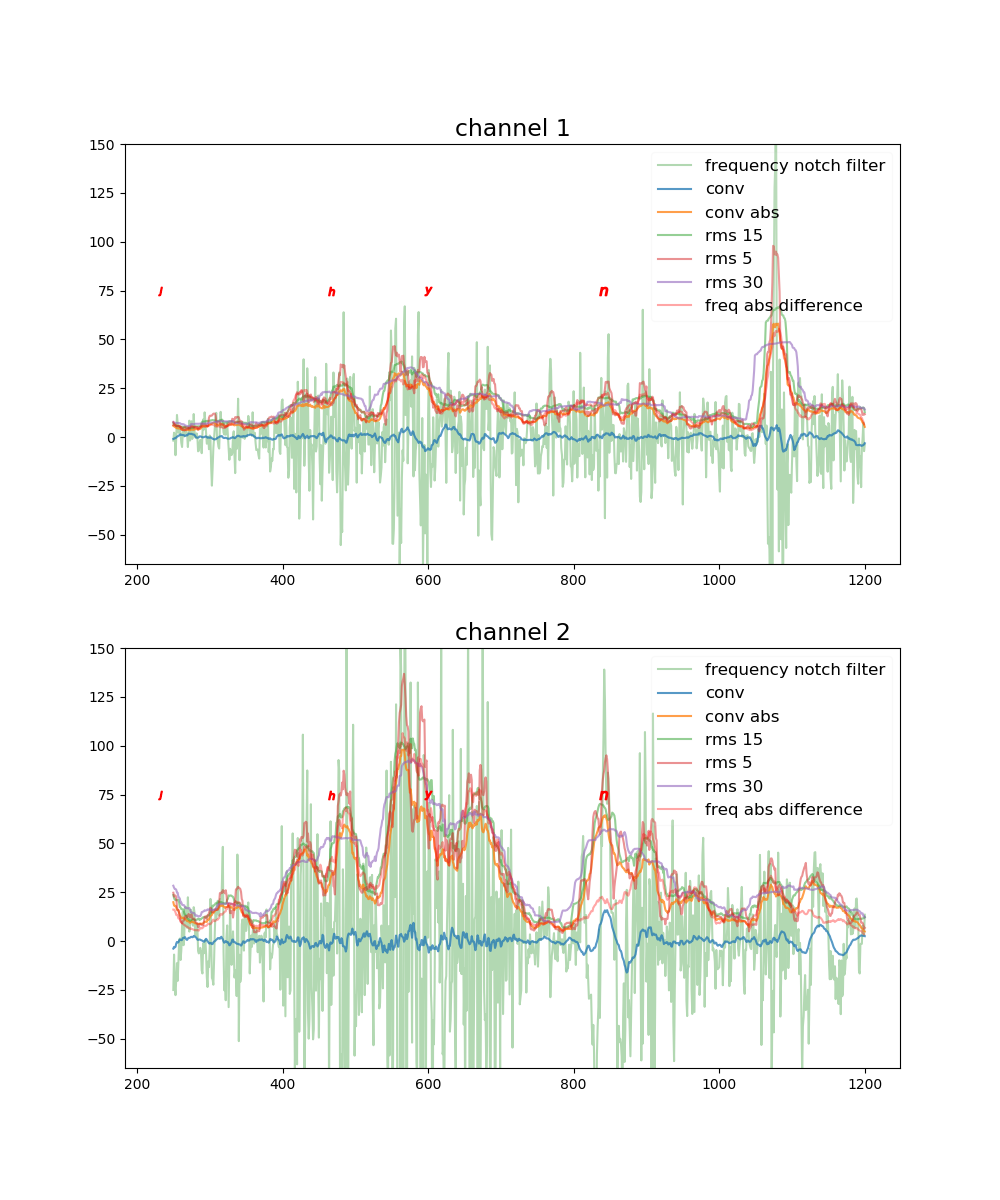 channel 1
150
125
100
75
50
25
0
−25
−50
frequency notch filter
conv
conv abs
rms 15
rms 5
rms 30
freq abs difference
j h y n
200 400 600 800 1000 1200
channel 2
150
125
100
75
50
25
0
−25
−50
frequency notch filter
conv
conv abs
rms 15
rms 5
rms 30
freq abs difference
j h y n
200 400 600 800 1000 1200